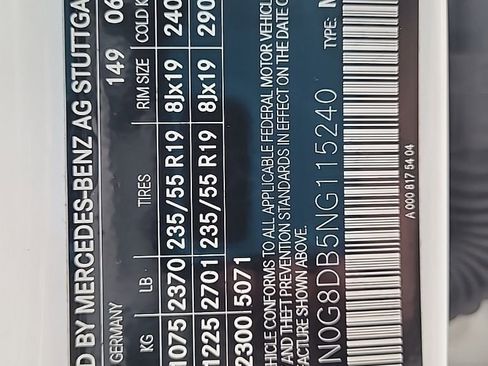 D BY MERCEDES-BENZ AG STUTTGA
GERMANY 149 06
KG LB TIRES RIM SIZE COLD K
1075 2370 235/55 R19 8Jx19 240
1225 2701 235/55 R19 8Jx19 290
2300 5071
HICLE CONFORMS TO ALL APPLICABLE FEDERAL MOTOR VEHICL
AND THEFT PREVENTION STANDARDS IN EFFECT ON THE DATE O
FACTURE SHOWN ABOVE.
N0G8DB5NG115240 TYPE:
A 000 817 54 04